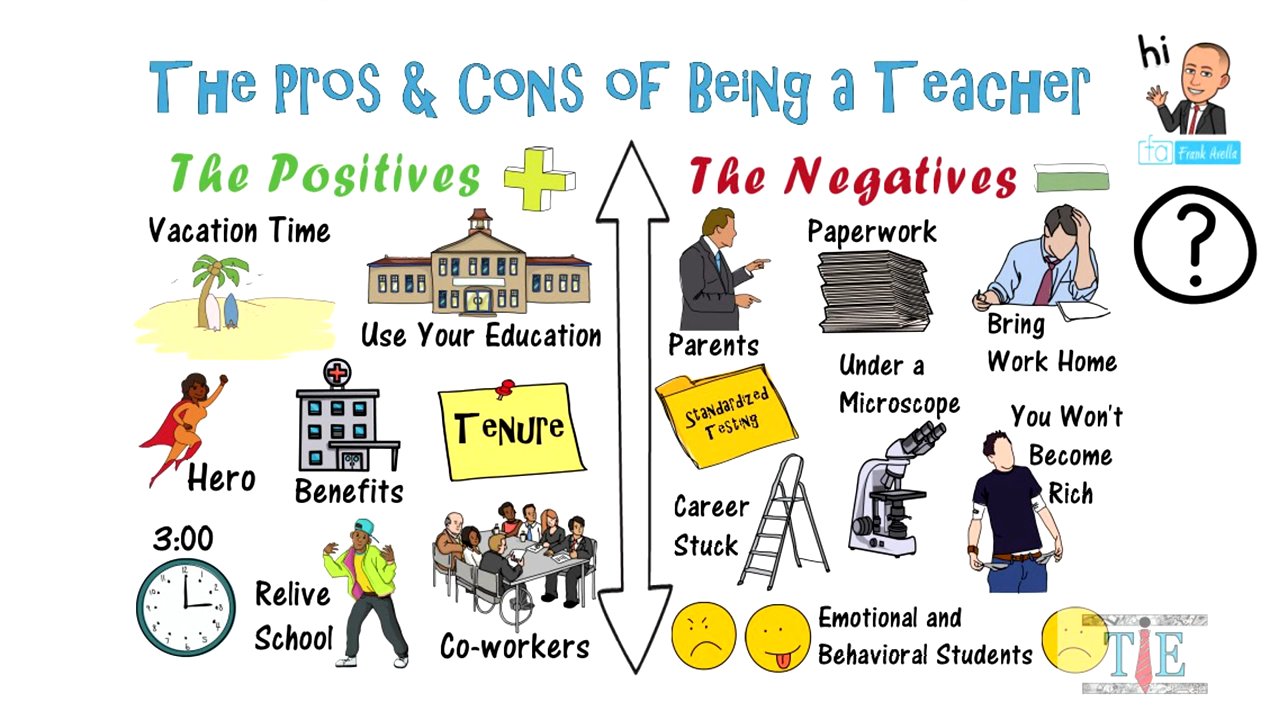 The Pros & Cons of Being a Teacher
hi
fa Frank Avella
The Positives
The Negatives
Vacation Time
Use Your Education
Hero
Benefits
Tenure
3:00
Relive
School
Co-workers
Parents
Paperwork
Bring
Work Home
Standardized
Testing
Under a
Microscope
You Won't
Become
Rich
Career
Stuck
Emotional and
Behavioral Students
?
TIE